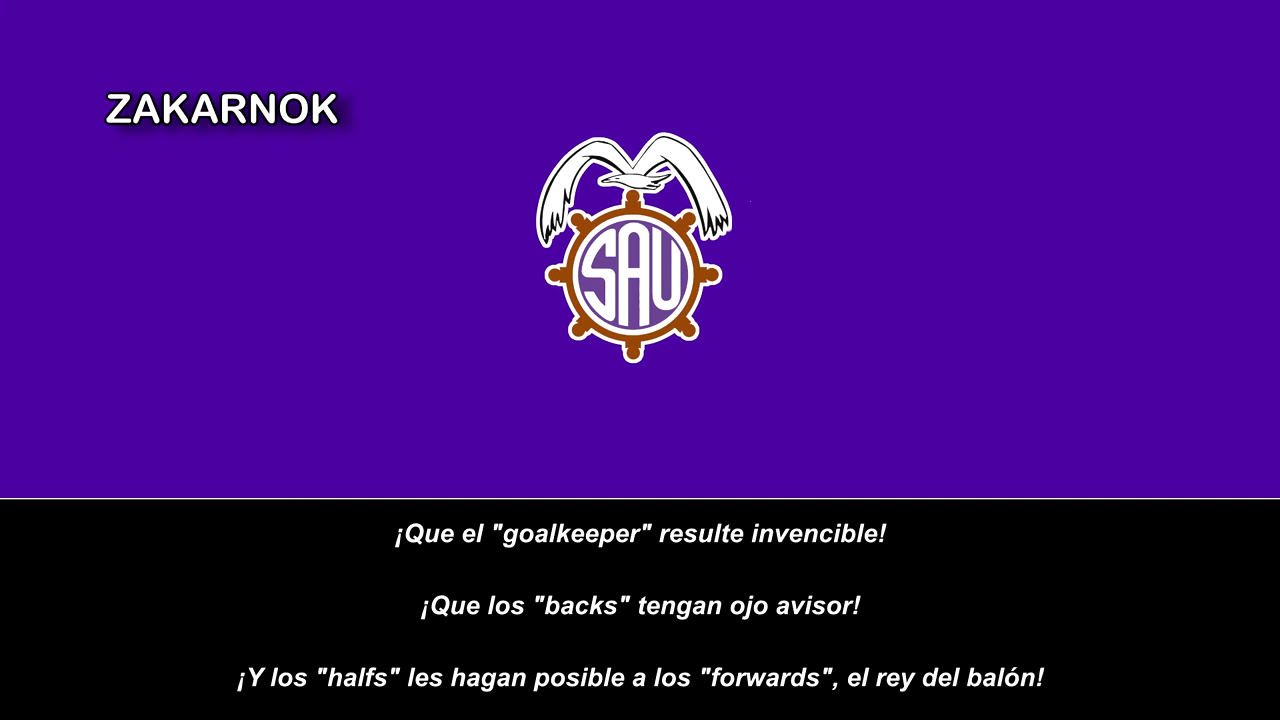 ZAKARNOK
SAU
¡Que el "goalkeeper" resulte invencible!
¡Que los "backs" tengan ojo avisor!
¡Y los "halfs" les hagan posible a los "forwards", el rey del balón!